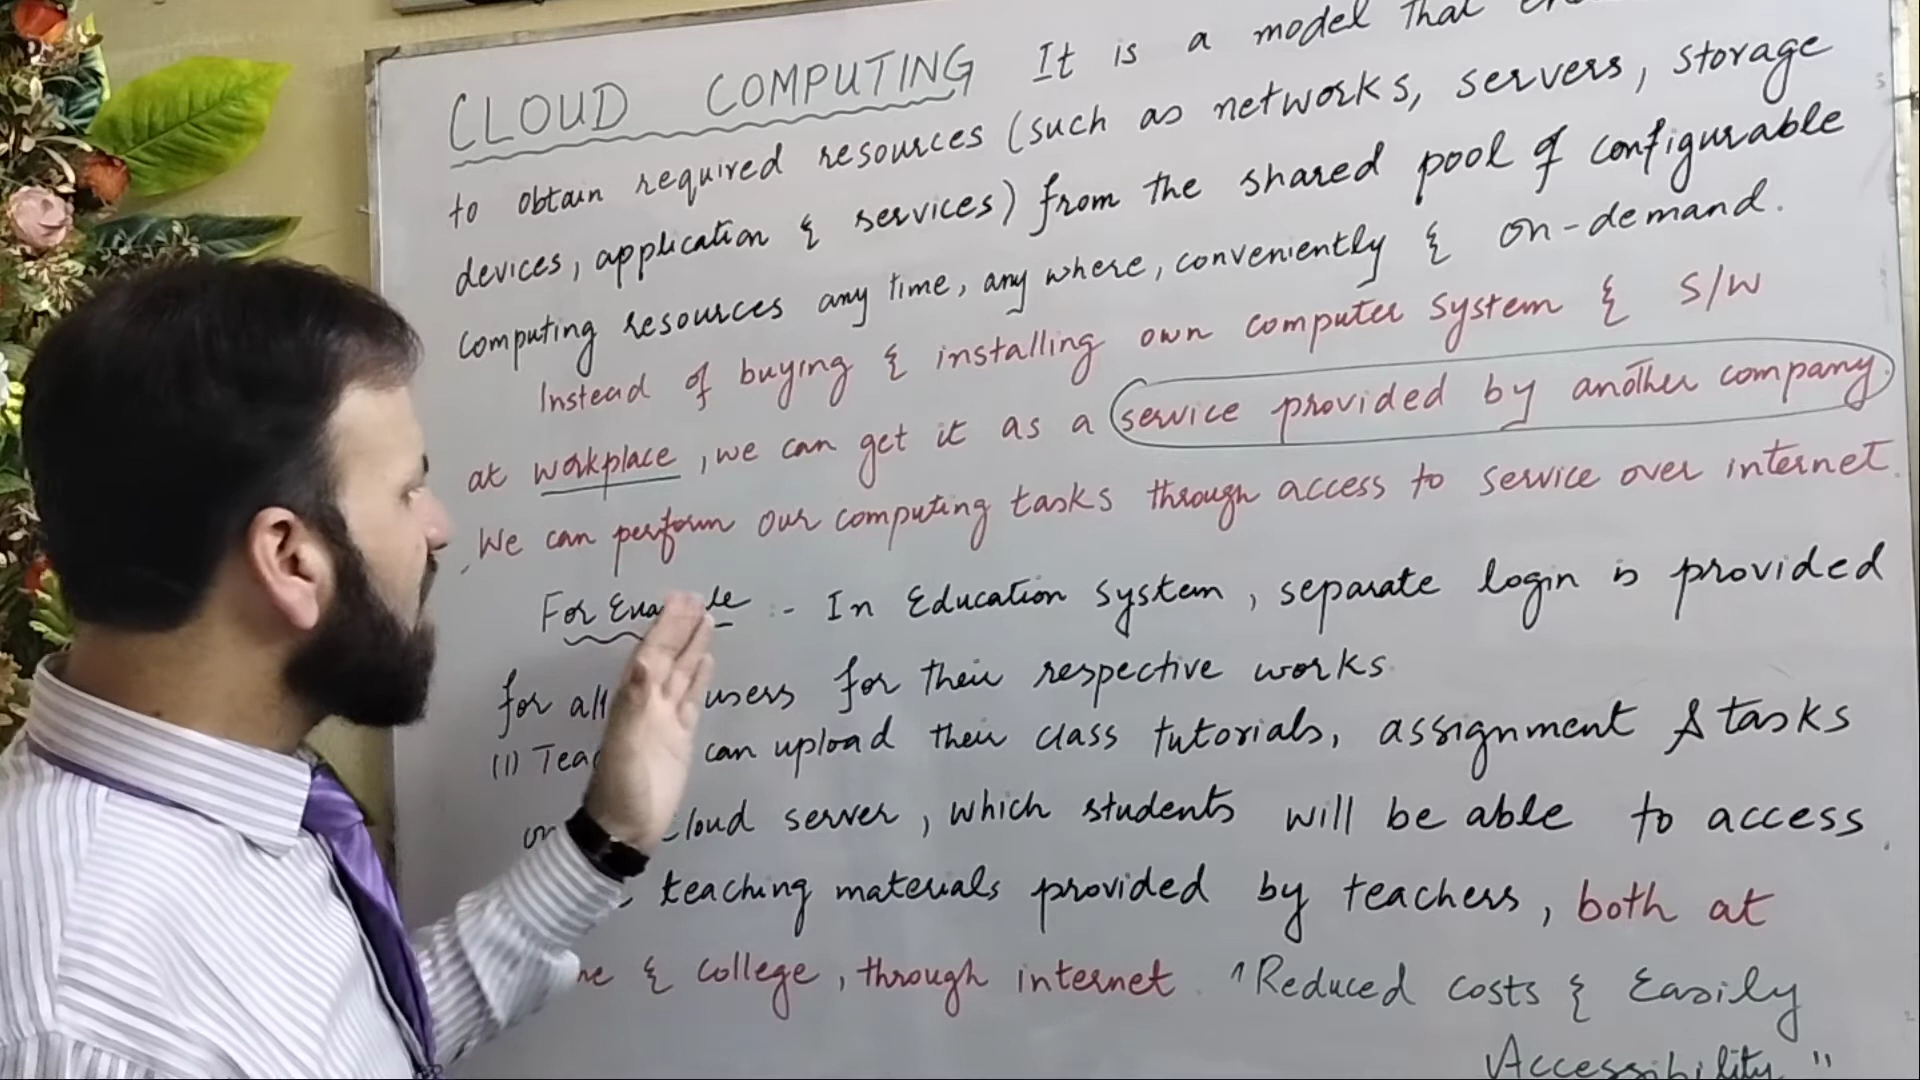 CLOUD COMPUTING It is a model that
to obtain required resources (such as networks, servers, storage
devices, application & services) from the shared pool of configurable
computing resources any time, any where, conveniently & on-demand.
Instead of buying & installing own computer system & S/W
at workplace, we can get it as a service provided by another company.
We can perform our computing tasks through access to service over internet.
For :- In Education system, separate login is provided
for all users for their respective works.
(1) can upload their class tutorials, assignment & tasks
on cloud server, which students will be able to access
teaching materials provided by teachers, both at
& college, through internet. "Reduced costs & Easily
Accessibility"